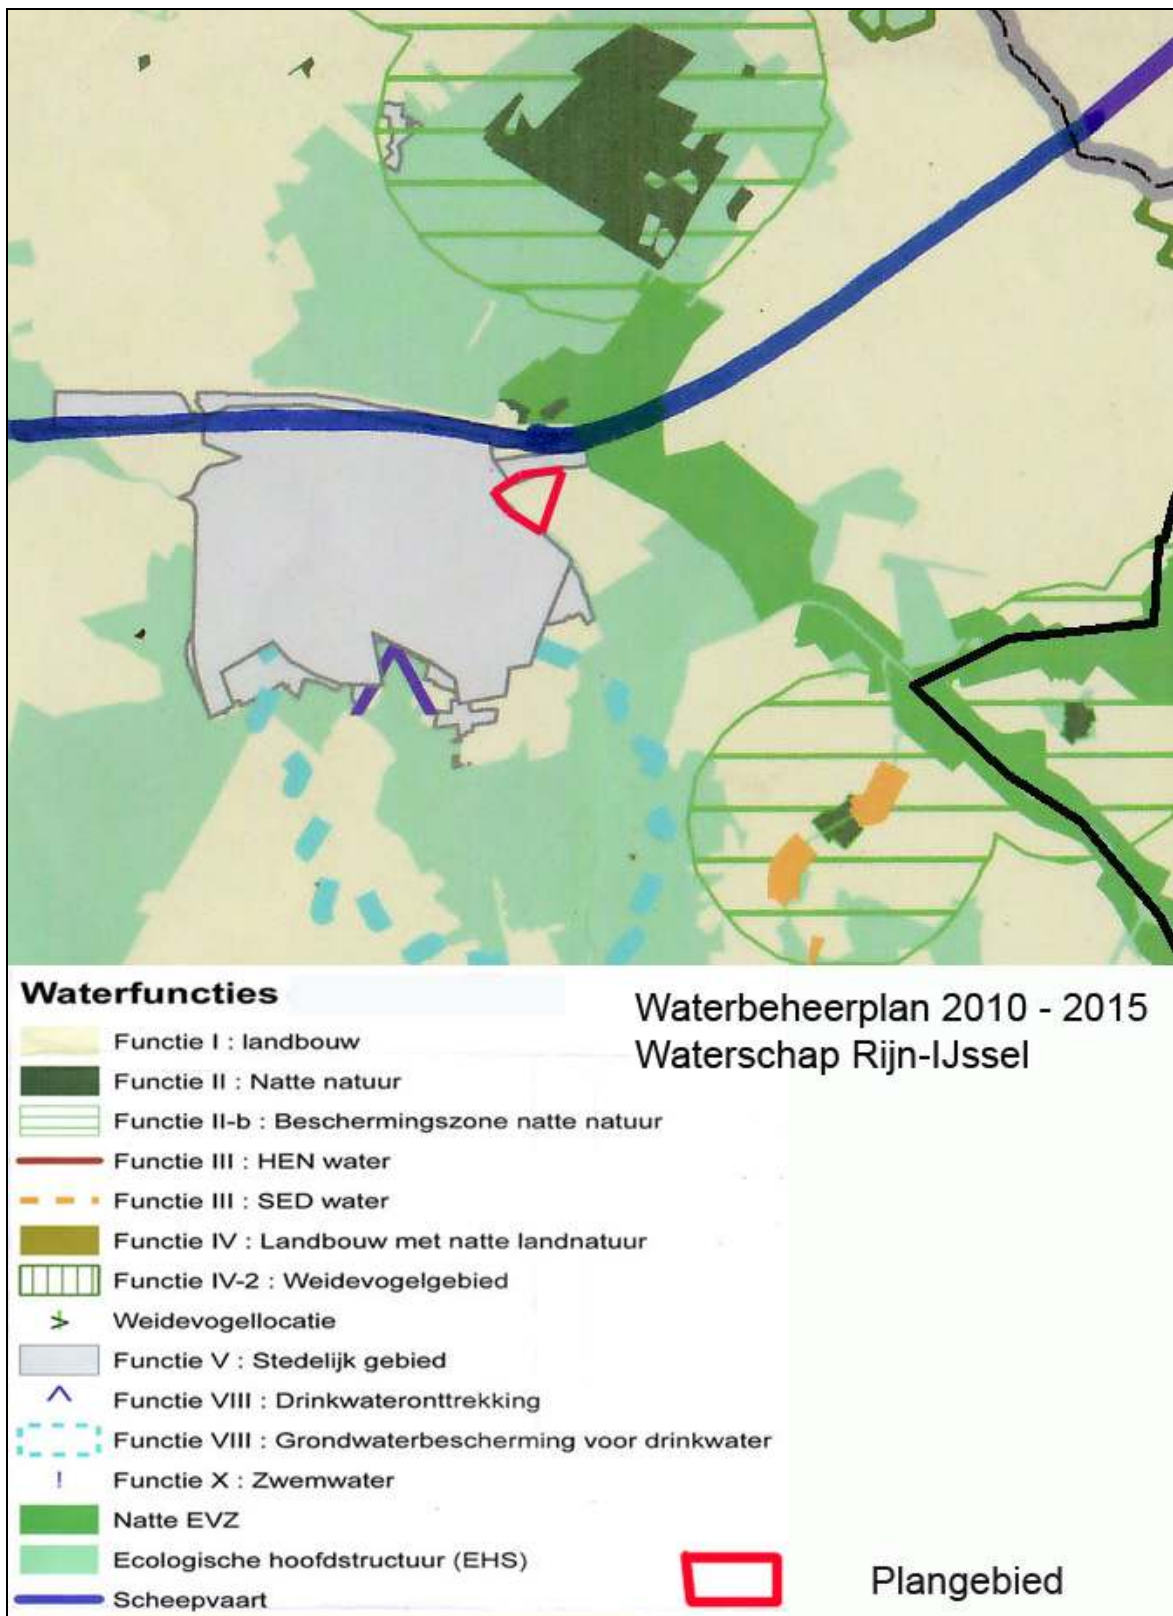 Waterfuncties
Waterbeheerplan 2010 - 2015
Waterschap Rijn-IJssel
Functie I : landbouw
Functie II : Natte natuur
Functie II-b : Beschermingszone natte natuur
Functie III : HEN water
Functie III : SED water
Functie IV : Landbouw met natte landnatuur
Functie IV-2 : Weidevogelgebied
Weidevogellocatie
Functie V : Stedelijk gebied
Functie VIII : Drinkwateronttrekking
Functie VIII : Grondwaterbescherming voor drinkwater
Functie X : Zwemwater
Natte EVZ
Ecologische hoofdstructuur (EHS)
Scheepvaart
Plangebied